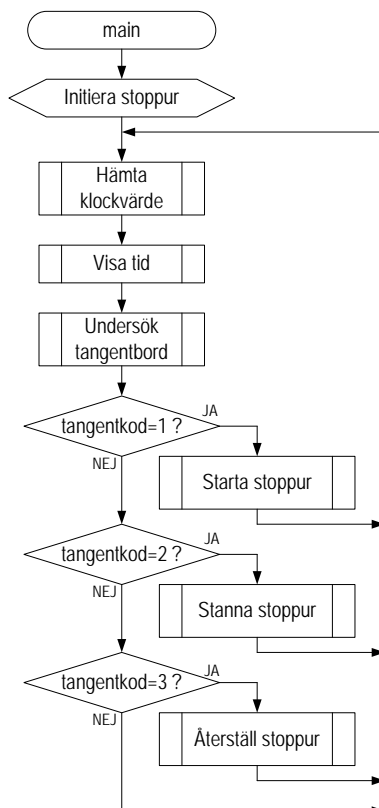 main
Initiera stoppur
Hämta
klockvärde
Visa tid
Undersök
tangentbord
tangentkod=1 ?
JA
NEJ
Starta stoppur
tangentkod=2 ?
JA
NEJ
Stanna stoppur
tangentkod=3 ?
JA
NEJ
Återställ stoppur